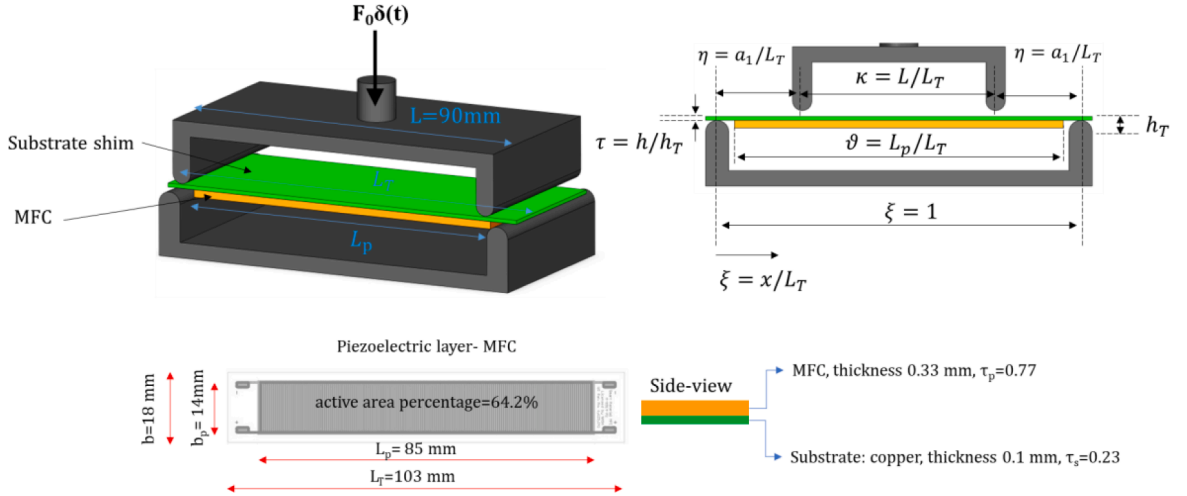 F₀δ(t)
L=90mm
Substrate shim
L_T
MFC
L_p
η = a₁/L_T
η = a₁/L_T
κ = L/L_T
h_T
τ = h/h_T
ϑ = L_p/L_T
ξ = 1
ξ = x/L_T
Piezoelectric layer- MFC
b=18 mm
b_p= 14mm
active area percentage=64.2%
L_p= 85 mm
L_T=103 mm
Side-view
MFC, thickness 0.33 mm, τ_p=0.77
Substrate: copper, thickness 0.1 mm, τ_s=0.23